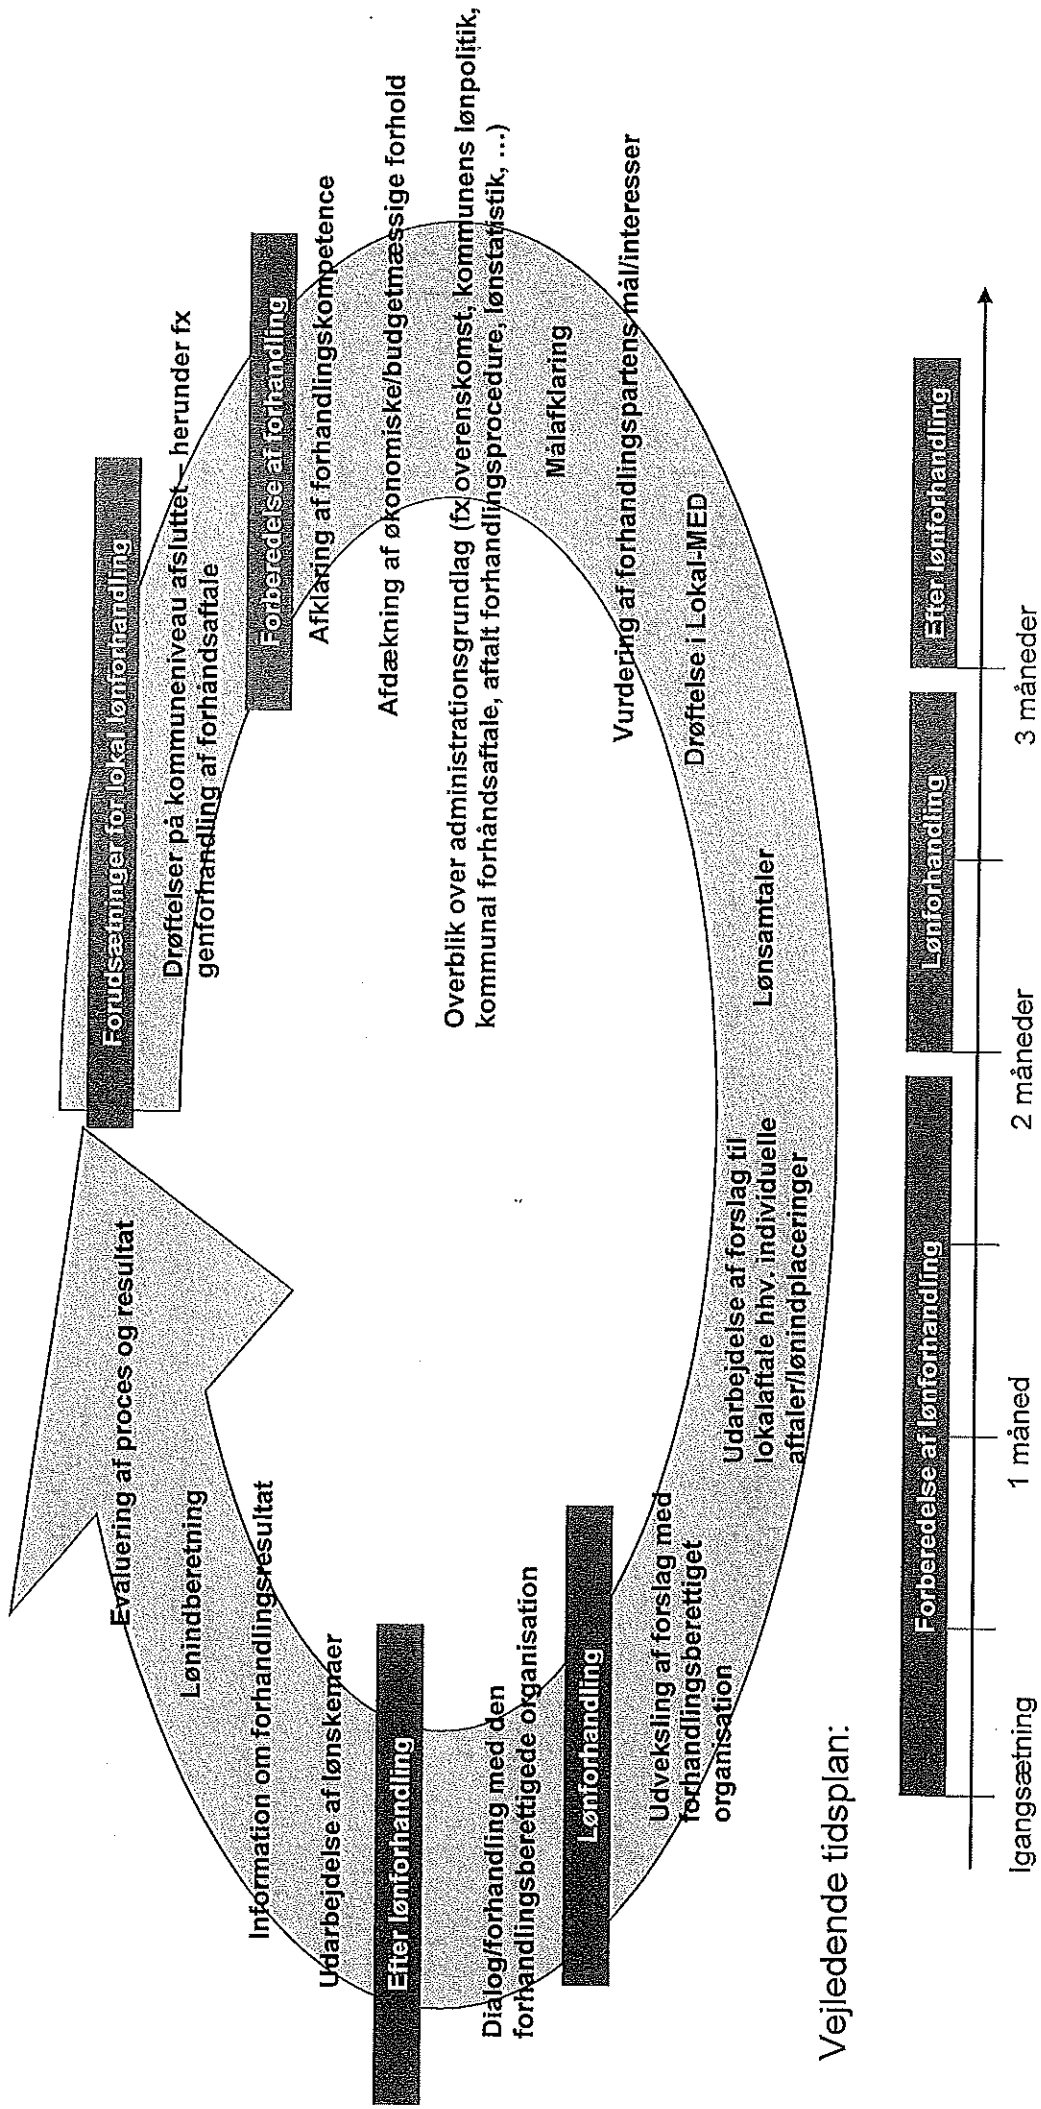 Forudsætninger for lokal lønforhandling
Drøftelser på kommuneniveau afsluttet – herunder fx
genforhandling af forhåndsaftale
Forberedelse af forhandling
Afklaring af forhandlingskompetence
Afdækning af økonomiske/budgetmæssige forhold
Overblik over administrationsgrundlag (fx overenskomst, kommunens lønpolitik,
kommunal forhåndsaftale, aftalt forhandlingsprocedure, lønstatistik, ...)
Målafklaring
Vurdering af forhandlingspartens mål/interesser
Drøftelse i Lokal-MED
Lønsamtaler
Udarbejdelse af forslag til
lokalaftale hhv. individuelle
aftaler/lønindplaceringer
Udveksling af forslag med
forhandlingsberettiget
organisation
Lønforhandling
Dialog/forhandling med den
forhandlingsberettigede organisation
Efter lønforhandling
Udarbejdelse af lønskemaer
Information om forhandlingsresultat
Lønindberetning
Evaluering af proces og resultat
Vejledende tidsplan:
Forberedelse af lønforhandling
Lønforhandling
Efter lønforhandling
Igangsætning
1 måned
2 måneder
3 måneder